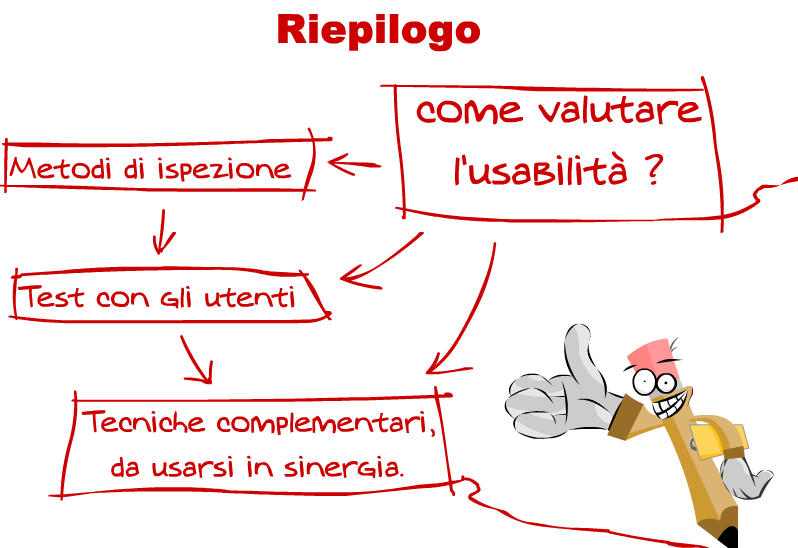 Riepilogo
come valutare
l'usabilità ?
Metodi di ispezione
Test con gli utenti
Tecniche complementari,
da usarsi in sinergia.